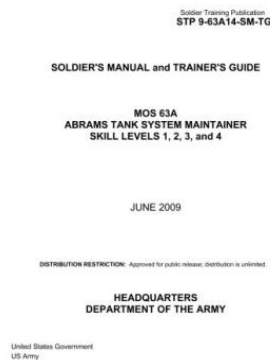 Soldier Training Publication
STP 9-63A14-SM-TG
SOLDIER'S MANUAL and TRAINER'S GUIDE
MOS 63A
ABRAMS TANK SYSTEM MAINTAINER
SKILL LEVELS 1, 2, 3, and 4
JUNE 2009
DISTRIBUTION RESTRICTION: Approved for public release; distribution is unlimited.
HEADQUARTERS
DEPARTMENT OF THE ARMY
United States Government
US Army